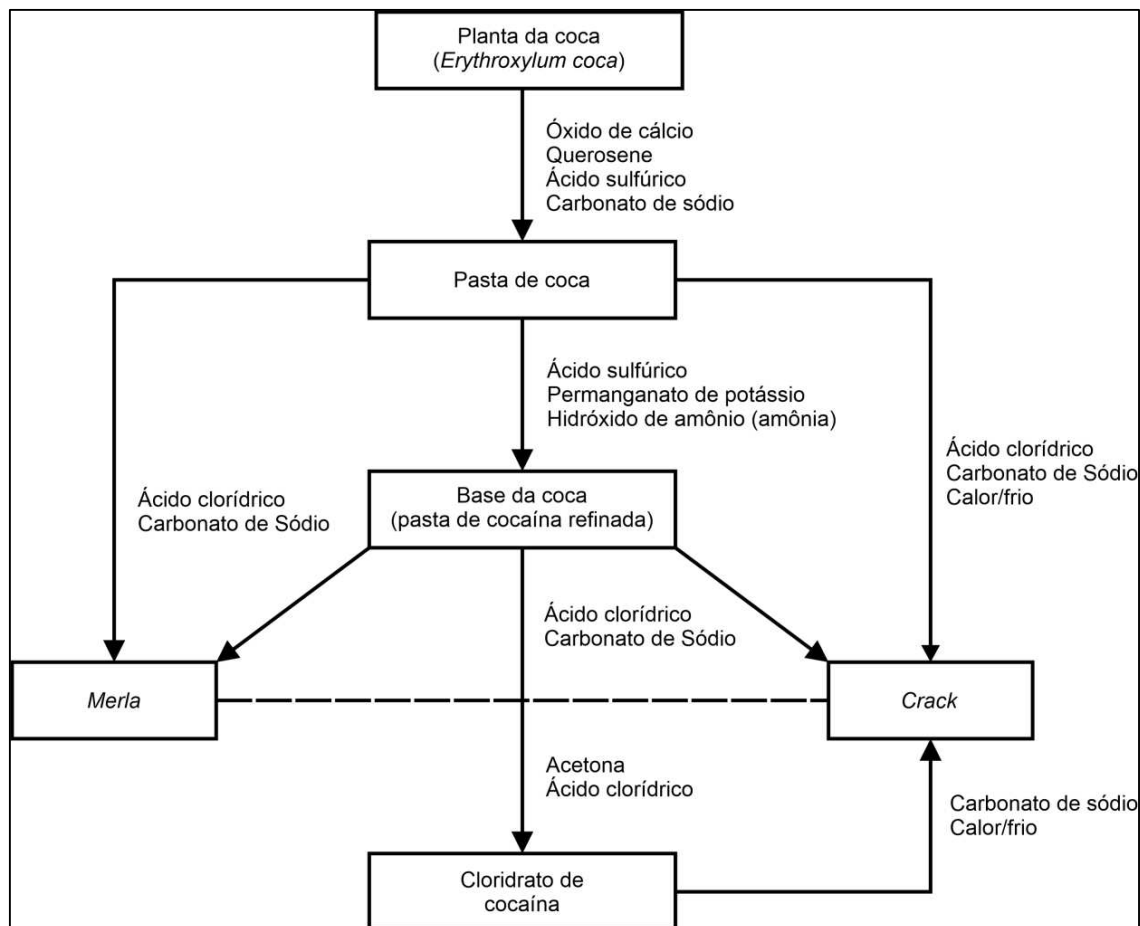 Planta da coca
(Erythroxylum coca)
Óxido de cálcio
Querosene
Ácido sulfúrico
Carbonato de sódio
Pasta de coca
Ácido sulfúrico
Permanganato de potássio
Hidróxido de amônio (amônia)
Ácido clorídrico
Carbonato de Sódio
Calor/frio
Ácido clorídrico
Carbonato de Sódio
Base da coca
(pasta de cocaína refinada)
Ácido clorídrico
Carbonato de Sódio
Merla
Crack
Acetona
Ácido clorídrico
Carbonato de sódio
Calor/frio
Cloridrato de
cocaína